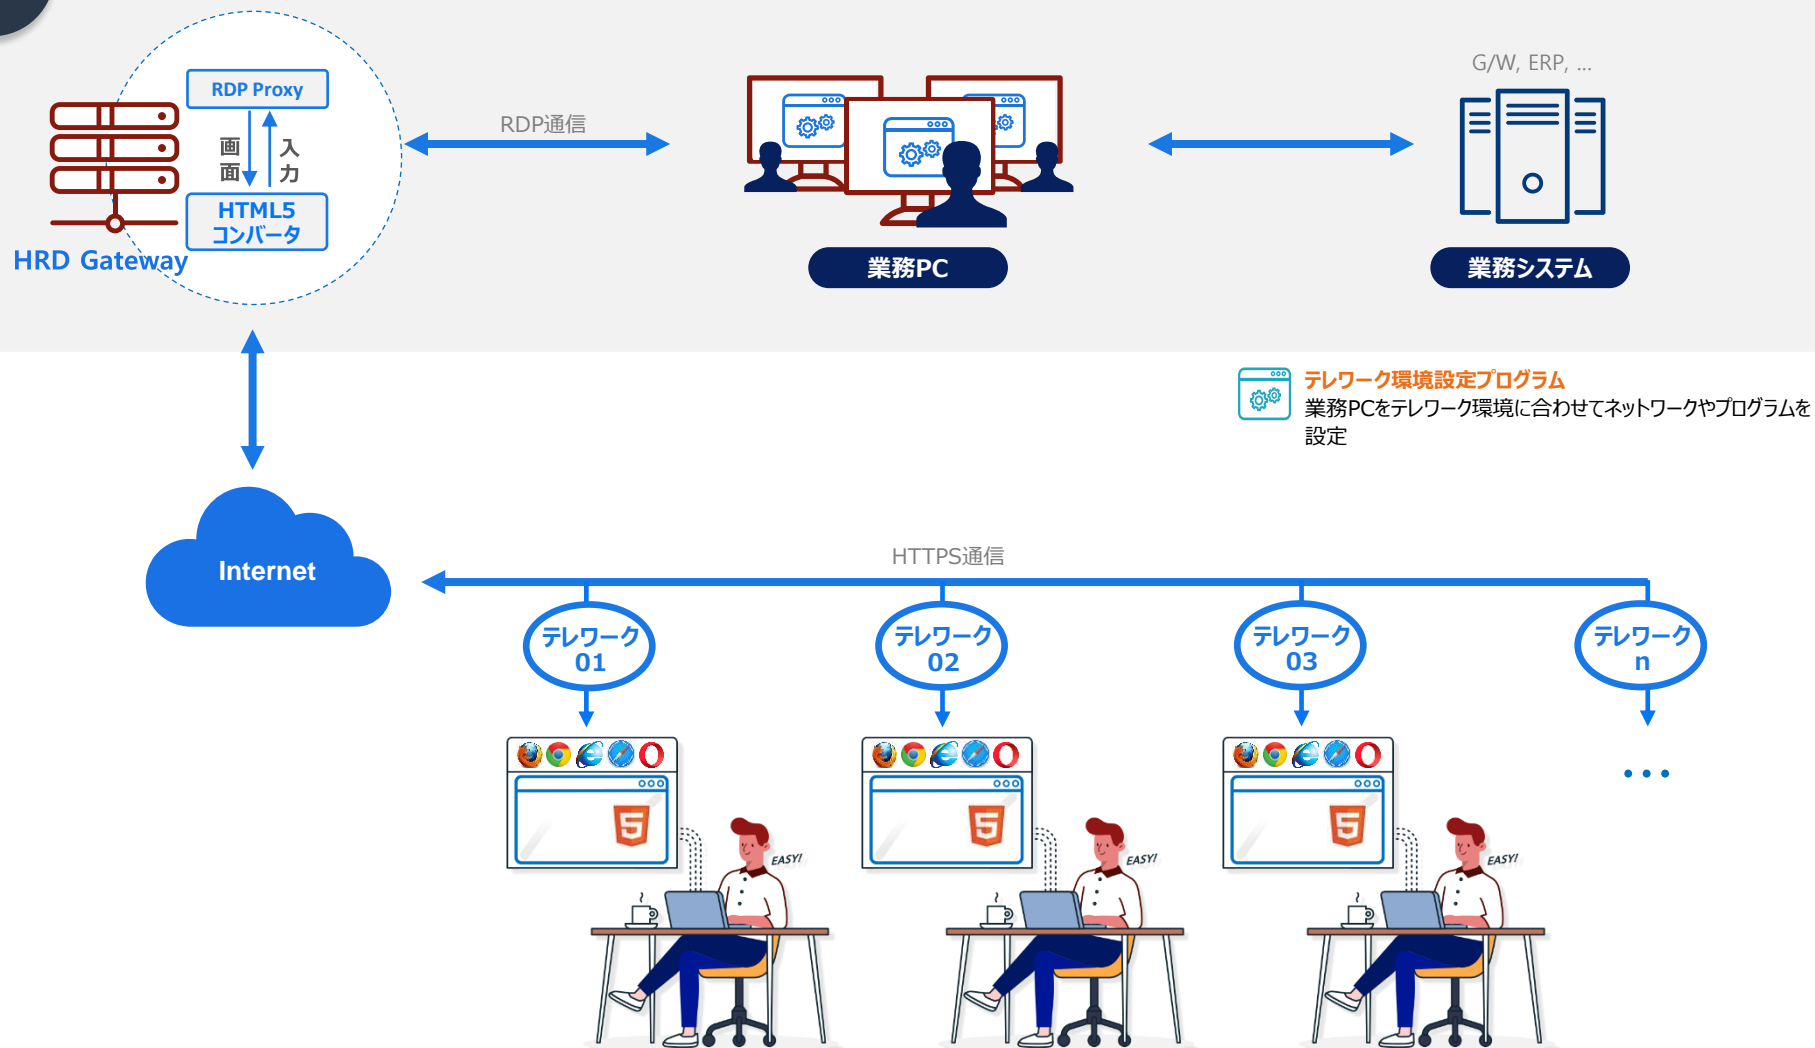 RDP Proxy
画面
入力
HTML5
コンバータ
HRD Gateway
RDP通信
業務PC
G/W, ERP, ...
業務システム
テレワーク環境設定プログラム
業務PCをテレワーク環境に合わせてネットワークやプログラムを
設定
Internet
HTTPS通信
テレワーク
01
テレワーク
02
テレワーク
03
テレワーク
n
5
EASY!
5
EASY!
5
EASY!
...